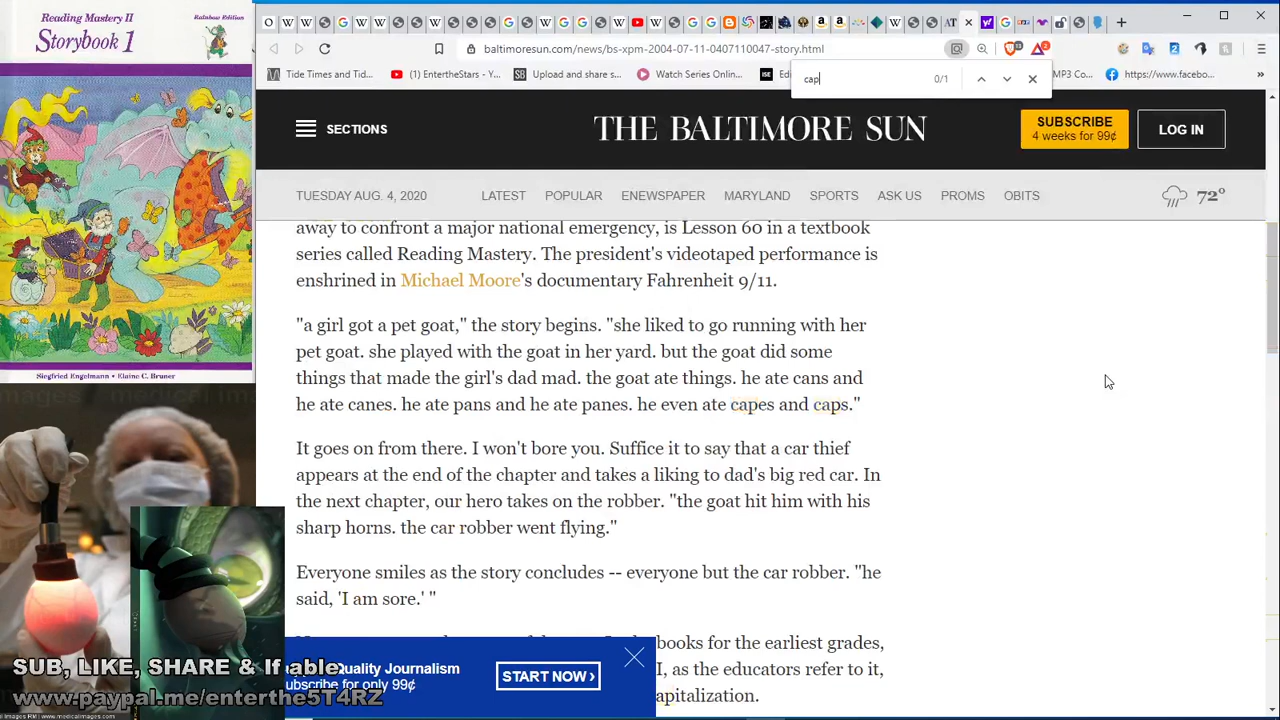 Reading Mastery II
Storybook 1
Rainbow Edition
Siegfried Engelmann • Elaine C. Bruner
baltimoresun.com/news/bs-xpm-2004-07-11-0407110047-story.html
Tide Times and Tid...
(1) EntertheStars - Y...
Upload and share s...
Watch Series Onlin...
MP3 Co...
https://www.facebo...
cap
0/1
SECTIONS
THE BALTIMORE SUN
SUBSCRIBE
4 weeks for 99¢
LOG IN
TUESDAY AUG. 4, 2020
LATEST
POPULAR
ENEWSPAPER
MARYLAND
SPORTS
ASK US
PROMS
OBITS
72°
away to confront a major national emergency, is Lesson 60 in a textbook
series called Reading Mastery. The president's videotaped performance is
enshrined in Michael Moore's documentary Fahrenheit 9/11.
"a girl got a pet goat," the story begins. "she liked to go running with her
pet goat. she played with the goat in her yard. but the goat did some
things that made the girl's dad mad. the goat ate things. he ate cans and
he ate canes. he ate pans and he ate panes. he even ate capes and caps."
It goes on from there. I won't bore you. Suffice it to say that a car thief
appears at the end of the chapter and takes a liking to dad's big red car. In
the next chapter, our hero takes on the robber. "the goat hit him with his
sharp horns. the car robber went flying."
Everyone smiles as the story concludes -- everyone but the car robber. "he
said, 'I am sore.' "
books for the earliest grades,
I, as the educators refer to it,
apitalization.
Quality Journalism
ubscribe for only 99¢
START NOW ›
SUB, LIKE, SHARE & If able:
www.paypal.me/enterthe5T4RZ
Images RM | www.medicalimages.com